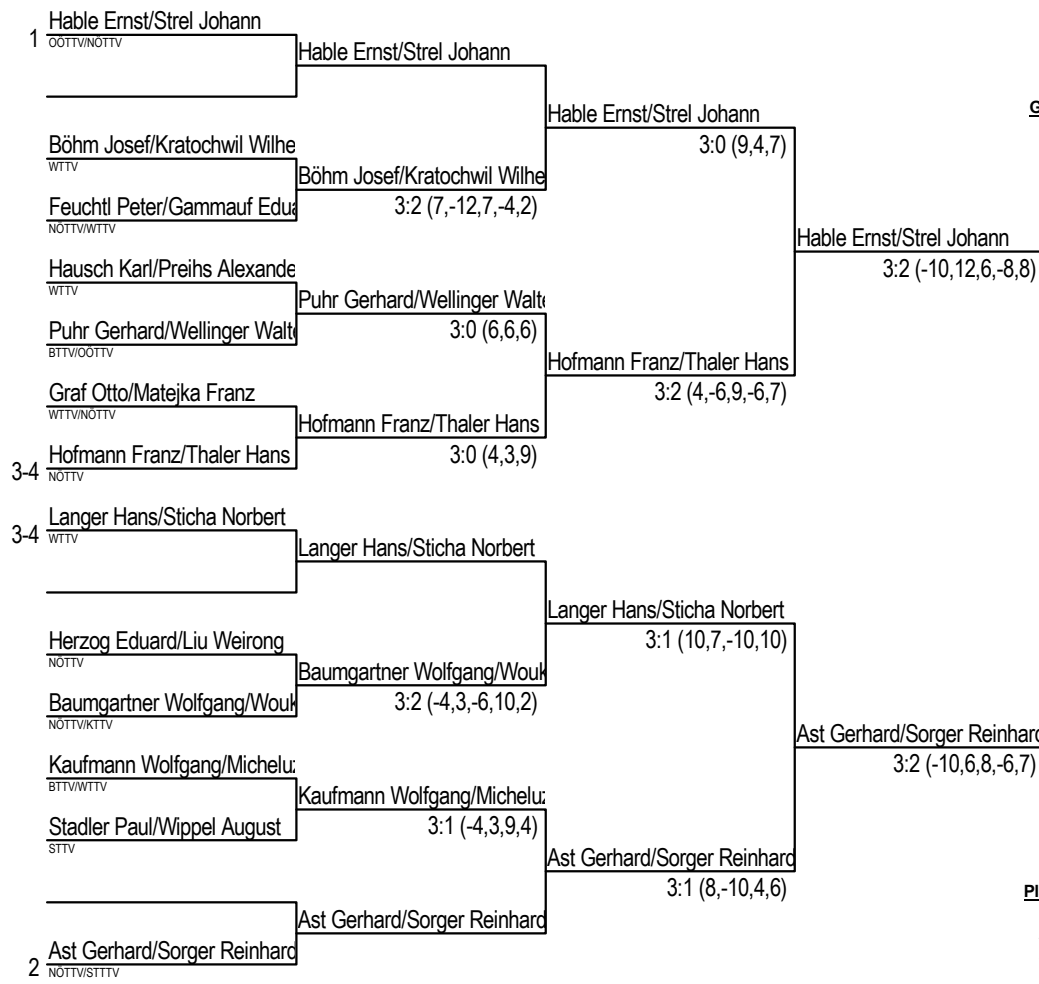 Hable Ernst/Strel Johann
1
OÖTTV/NÖTTV
Hable Ernst/Strel Johann
Hable Ernst/Strel Johann
3:0 (9,4,7)
Böhm Josef/Kratochwil Wilhe
WTTV
Böhm Josef/Kratochwil Wilhe
3:2 (7,-12,7,-4,2)
Feuchtl Peter/Gammauf Edua
NÖTTV/WTTV
Hable Ernst/Strel Johann
3:2 (-10,12,6,-8,8)
Hausch Karl/Preihs Alexande
WTTV
Puhr Gerhard/Wellinger Walte
3:0 (6,6,6)
Puhr Gerhard/Wellinger Walte
BTTV/OÖTTV
Hofmann Franz/Thaler Hans
3:2 (4,-6,9,-6,7)
Graf Otto/Matejka Franz
WTTV/NÖTTV
Hofmann Franz/Thaler Hans
3:0 (4,3,9)
Hofmann Franz/Thaler Hans
3-4
NÖTTV
Langer Hans/Sticha Norbert
3-4
WTTV
Langer Hans/Sticha Norbert
Langer Hans/Sticha Norbert
3:1 (10,7,-10,10)
Herzog Eduard/Liu Weirong
NÖTTV
Baumgartner Wolfgang/Wouk
3:2 (-4,3,-6,10,2)
Baumgartner Wolfgang/Wouk
NÖTTV/KTTV
Ast Gerhard/Sorger Reinhard
3:2 (-10,6,8,-6,7)
Kaufmann Wolfgang/Micheluz
BTTV/WTTV
Kaufmann Wolfgang/Micheluz
3:1 (-4,3,9,4)
Stadler Paul/Wippel August
STTV
Ast Gerhard/Sorger Reinhard
3:1 (8,-10,4,6)
Ast Gerhard/Sorger Reinhard
Ast Gerhard/Sorger Reinhard
2
NÖTTV/STTTV